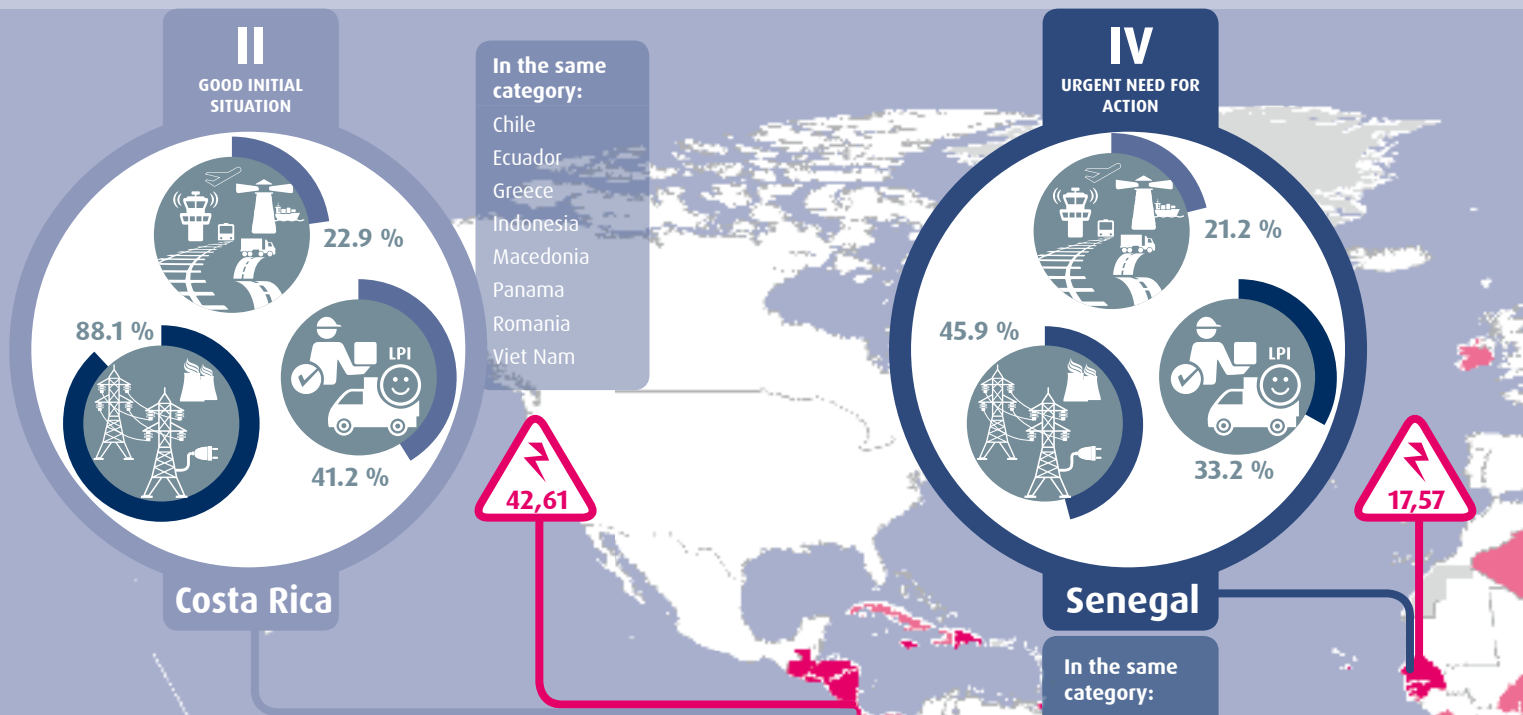 II
GOOD INITIAL
SITUATION
22.9 %
88.1 %
LPI
41.2 %
Costa Rica
In the same
category:
Chile
Ecuador
Greece
Indonesia
Macedonia
Panama
Romania
Viet Nam
42,61
IV
URGENT NEED FOR
ACTION
21.2 %
45.9 %
LPI
33.2 %
Senegal
In the same
category:
17,57